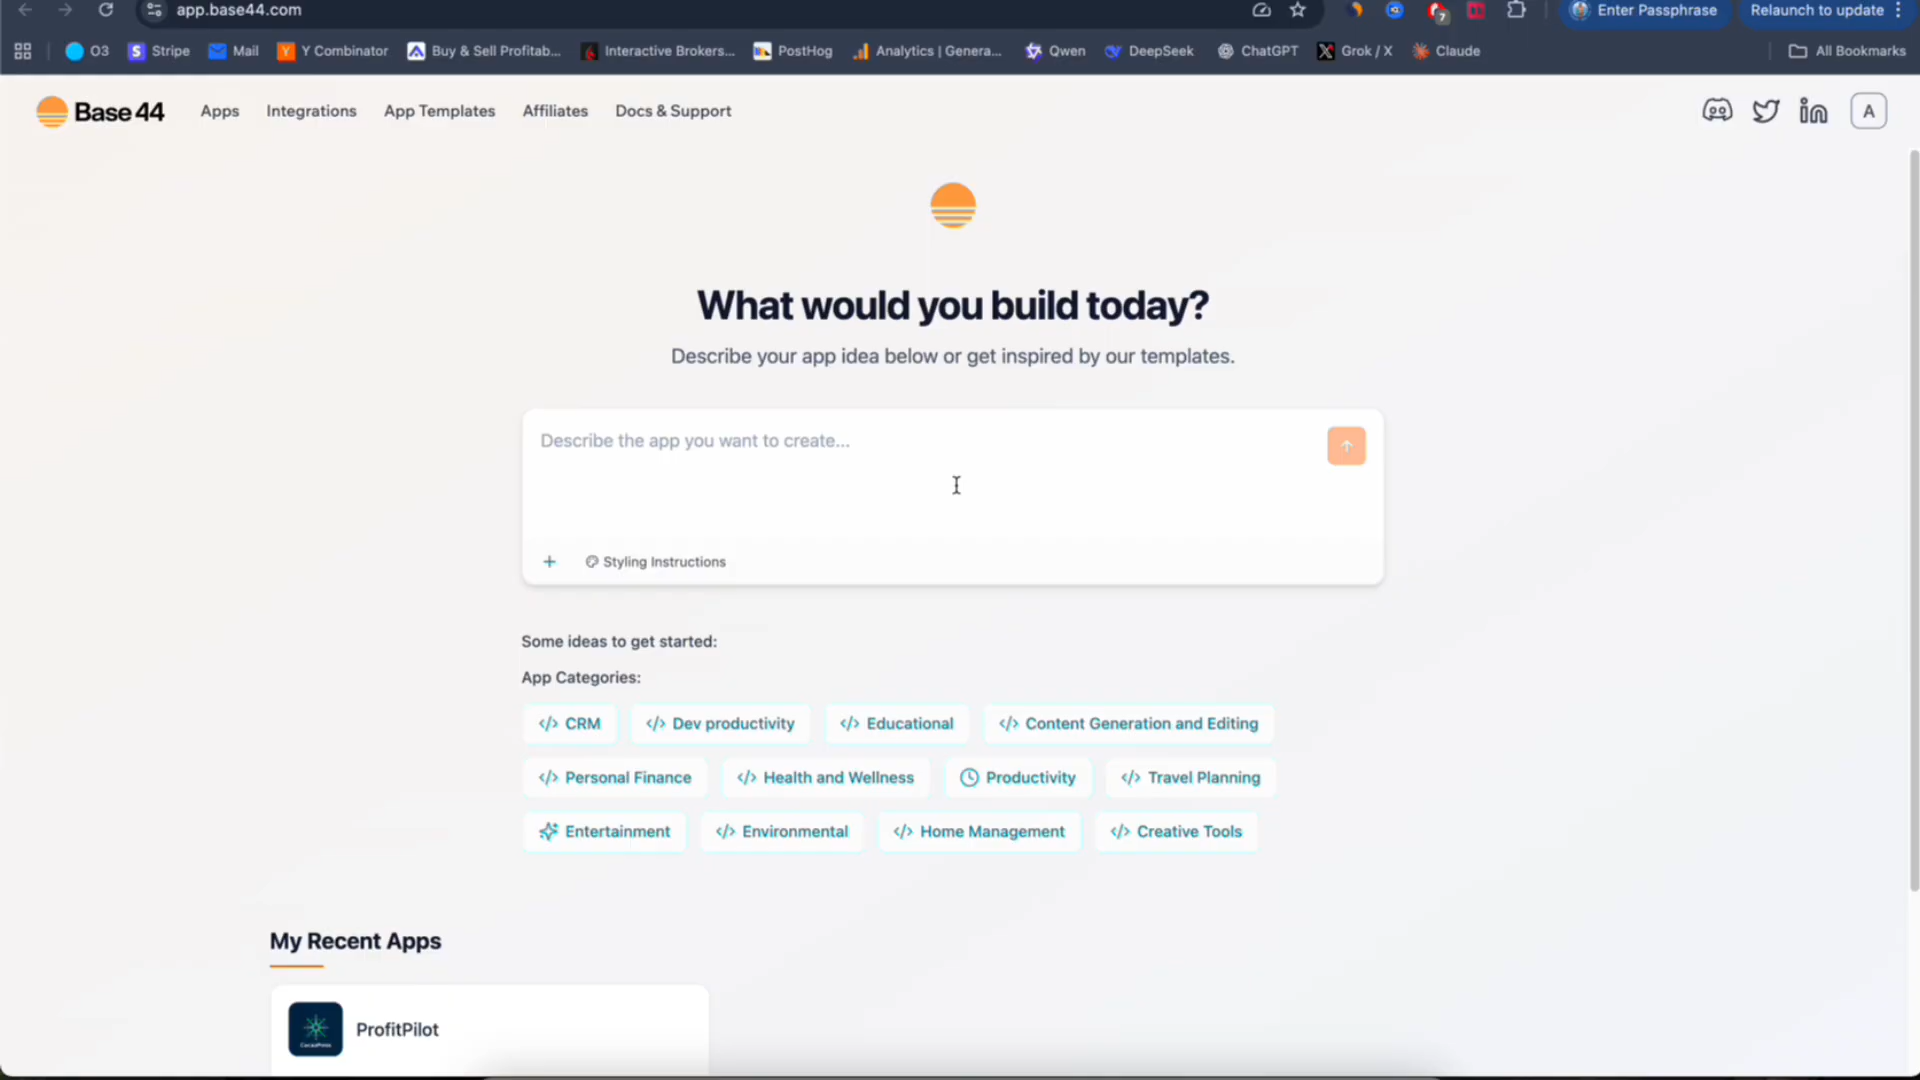 app.base44.com
7
Enter Passphrase
Relaunch to update
O3
Stripe
Mail
Y Combinator
Buy & Sell Profitab...
Interactive Brokers...
PostHog
Analytics | Genera...
Qwen
DeepSeek
ChatGPT
Grok / X
Claude
All Bookmarks
Base 44
Apps
Integrations
App Templates
Affiliates
Docs & Support
A
What would you build today?
Describe your app idea below or get inspired by our templates.
Describe the app you want to create...
Styling Instructions
Some ideas to get started:
App Categories:
CRM
Dev productivity
Educational
Content Generation and Editing
Personal Finance
Health and Wellness
Productivity
Travel Planning
Entertainment
Environmental
Home Management
Creative Tools
My Recent Apps
ProfitPilot